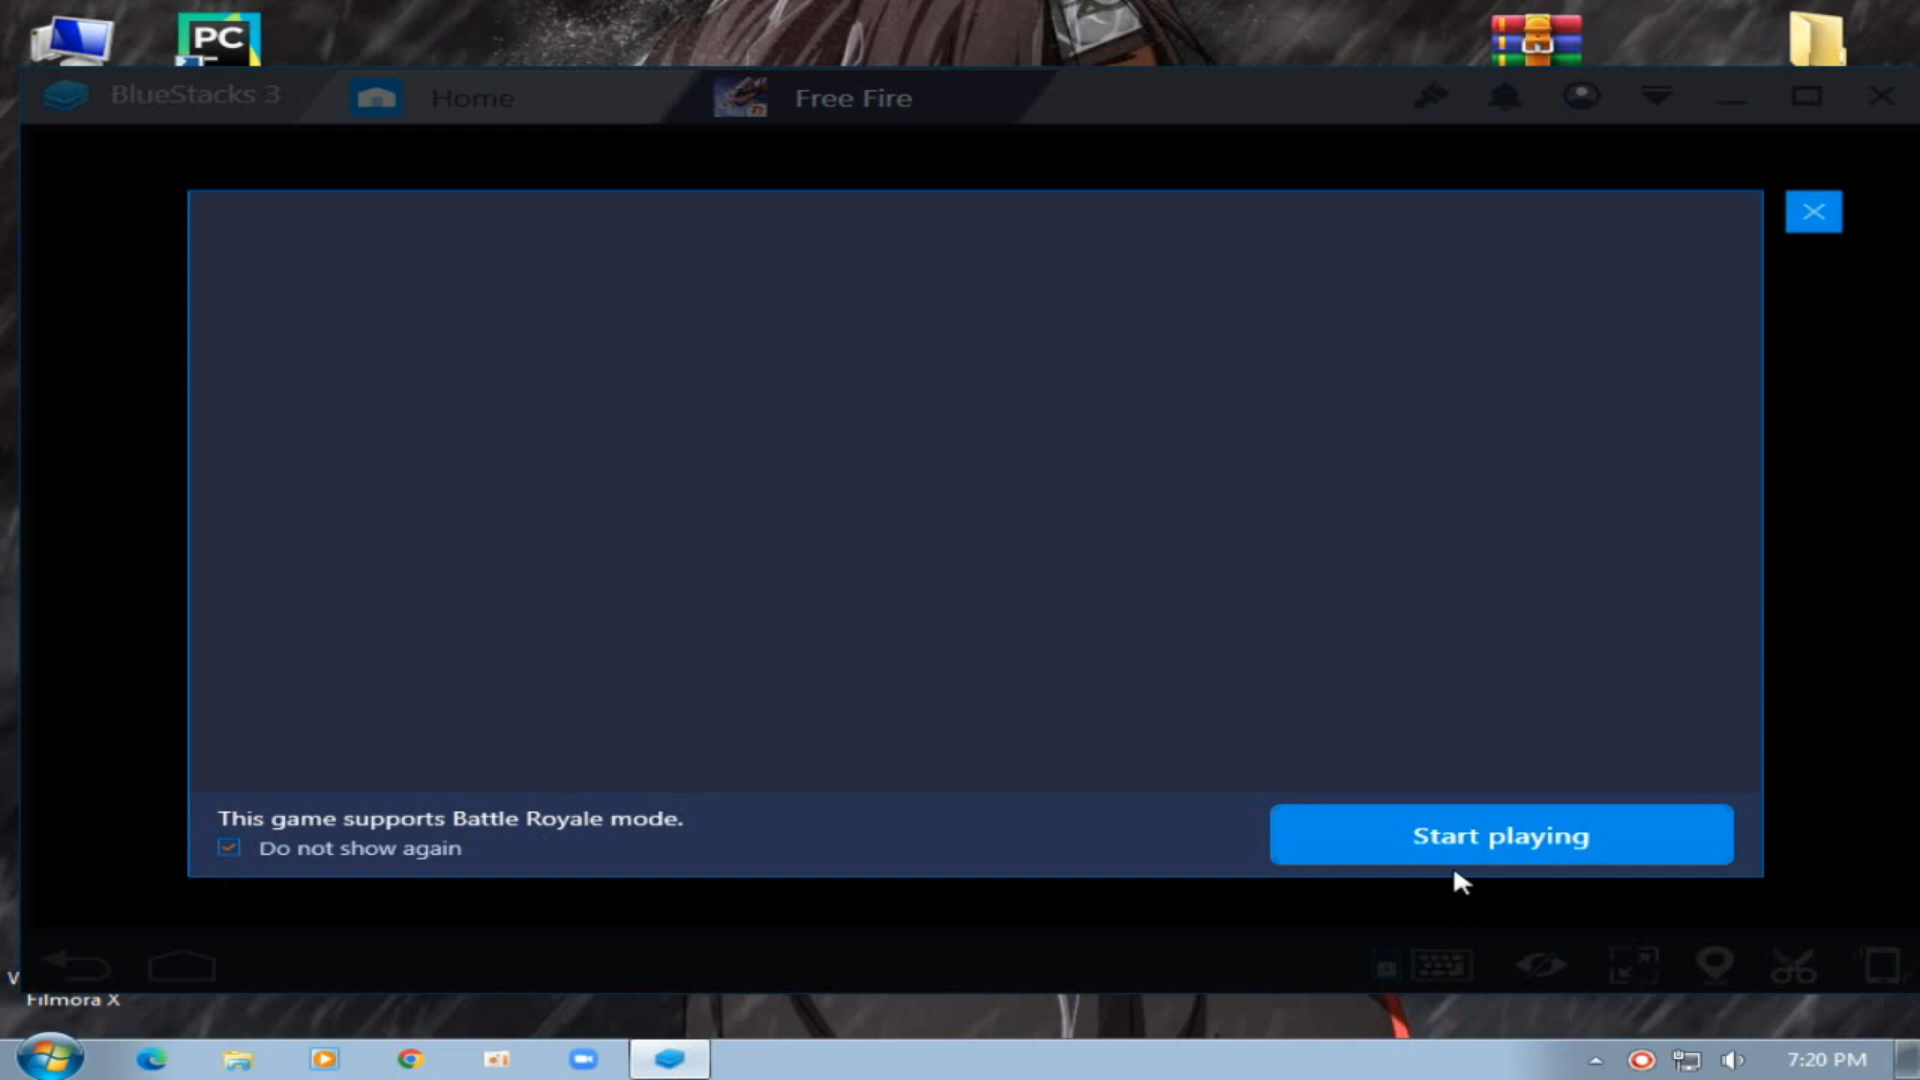 PC
BlueStacks 3
Home
Free Fire
This game supports Battle Royale mode.
Do not show again
Start playing
Filmora X
7:20 PM